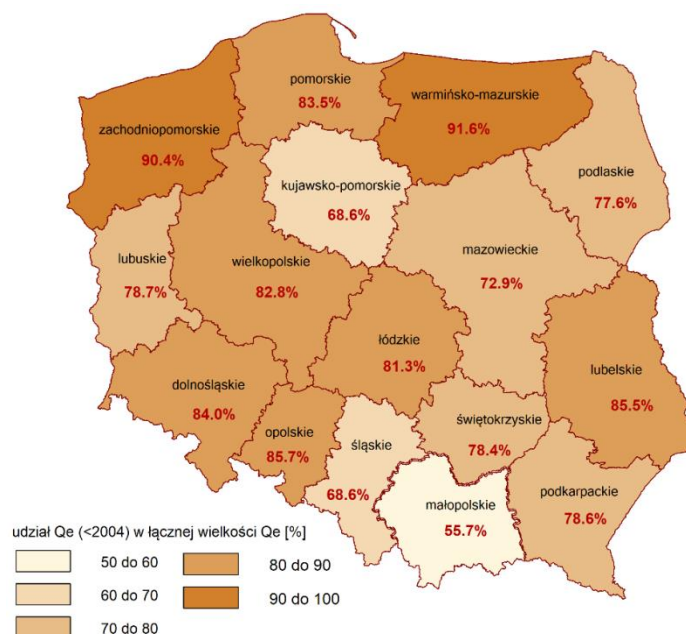 pomorskie
83.5%
warmińsko-mazurskie
91.6%
zachodniopomorskie
90.4%
podlaskie
77.6%
kujawsko-pomorskie
68.6%
mazowieckie
72.9%
lubuskie
78.7%
wielkopolskie
82.8%
łódzkie
81.3%
lubelskie
85.5%
dolnośląskie
84.0%
opolskie
85.7%
śląskie
68.6%
świętokrzyskie
78.4%
małopolskie
55.7%
podkarpackie
78.6%
udział Qe (<2004) w łącznej wielkości Qe [%]
50 do 60
60 do 70
70 do 80
80 do 90
90 do 100